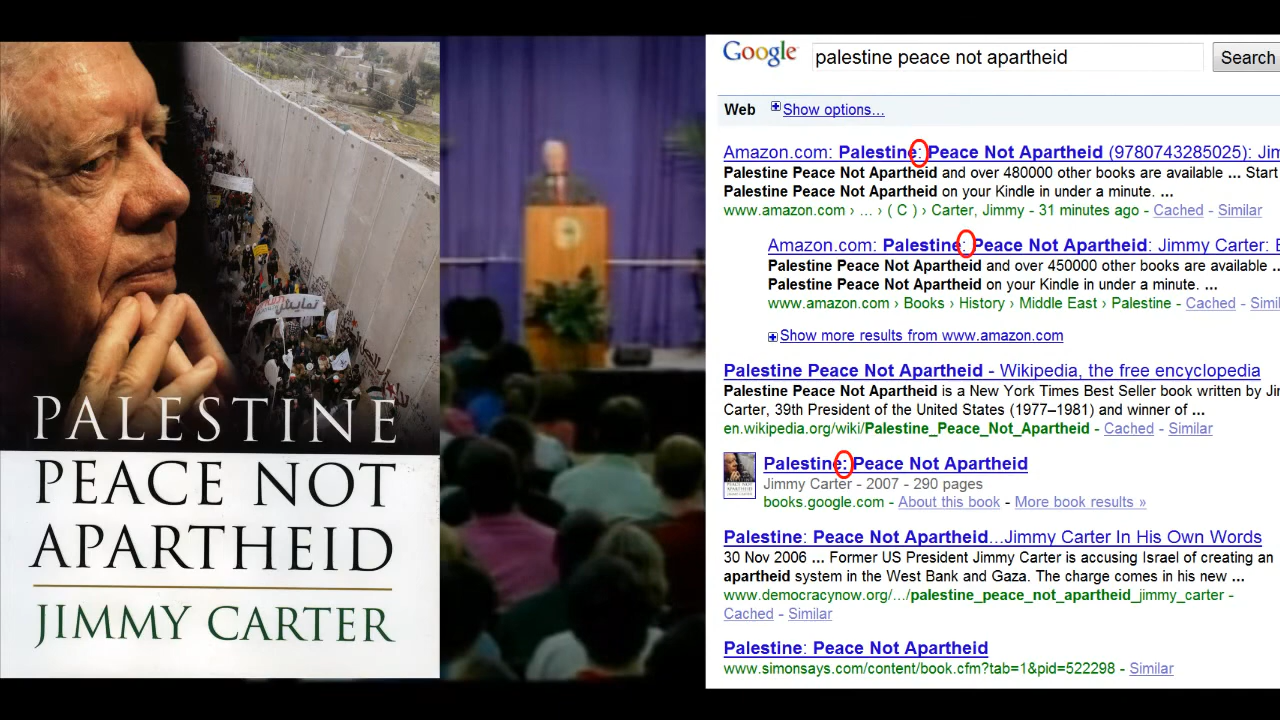 PALESTINE
PEACE NOT
APARTHEID
JIMMY CARTER
Google
palestine peace not apartheid
Search
Web
Show options...
Amazon.com: Palestine: Peace Not Apartheid (9780743285025): Jim
Palestine Peace Not Apartheid and over 480000 other books are available ... Start
Palestine Peace Not Apartheid on your Kindle in under a minute. ...
www.amazon.com › ... › ( C ) › Carter, Jimmy - 31 minutes ago - Cached - Similar
Amazon.com: Palestine: Peace Not Apartheid: Jimmy Carter: B
Palestine Peace Not Apartheid and over 450000 other books are available ..
Palestine Peace Not Apartheid on your Kindle in under a minute. ...
www.amazon.com › Books › History › Middle East › Palestine - Cached - Simil
Show more results from www.amazon.com
Palestine Peace Not Apartheid - Wikipedia, the free encyclopedia
Palestine Peace Not Apartheid is a New York Times Best Seller book written by Jir
Carter, 39th President of the United States (1977–1981) and winner of ...
en.wikipedia.org/wiki/Palestine_Peace_Not_Apartheid - Cached - Similar
Palestine: Peace Not Apartheid
Jimmy Carter - 2007 - 290 pages
books.google.com - About this book - More book results »
Palestine: Peace Not Apartheid...Jimmy Carter In His Own Words
30 Nov 2006 ... Former US President Jimmy Carter is accusing Israel of creating an
apartheid system in the West Bank and Gaza. The charge comes in his new ...
www.democracynow.org/.../palestine_peace_not_apartheid_jimmy_carter -
Cached - Similar
Palestine: Peace Not Apartheid
www.simonsays.com/content/book.cfm?tab=1&pid=522298 - Similar